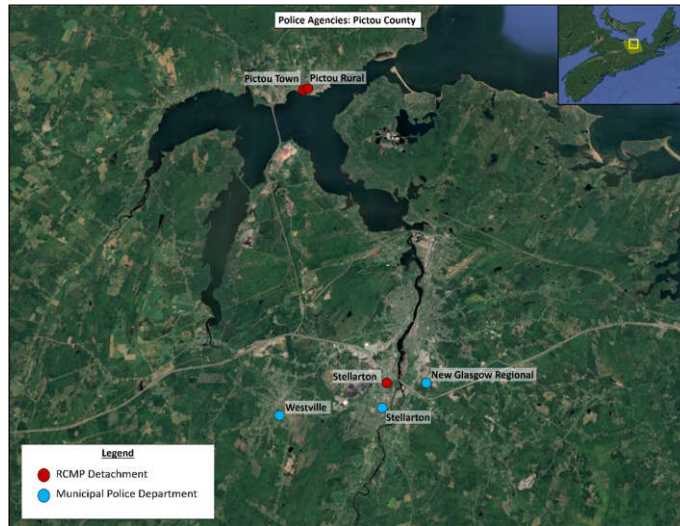 Police Agencies: Pictou County
Pictou Town
Pictou Rural
Stellarton
New Glasgow Regional
Westville
Stellarton
Legend
RCMP Detachment
Municipal Police Department